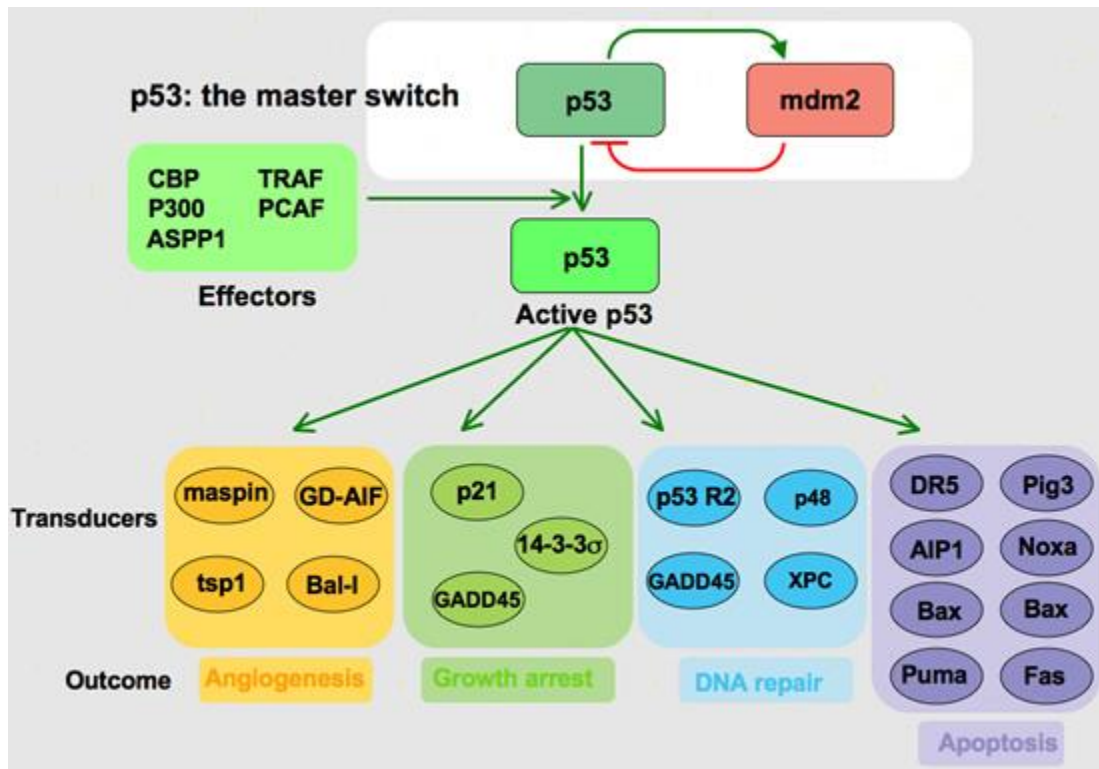 p53: the master switch
p53
mdm2
CBP TRAF
P300 PCAF
ASPP1
Effectors
p53
Active p53
Transducers
maspin GD-AIF
tsp1 Bal-I
p21
14-3-3σ
GADD45
p53 R2 p48
GADD45 XPC
DR5 Pig3
AIP1 Noxa
Bax Bax
Puma Fas
Outcome
Angiogenesis
Growth arrest
DNA repair
Apoptosis